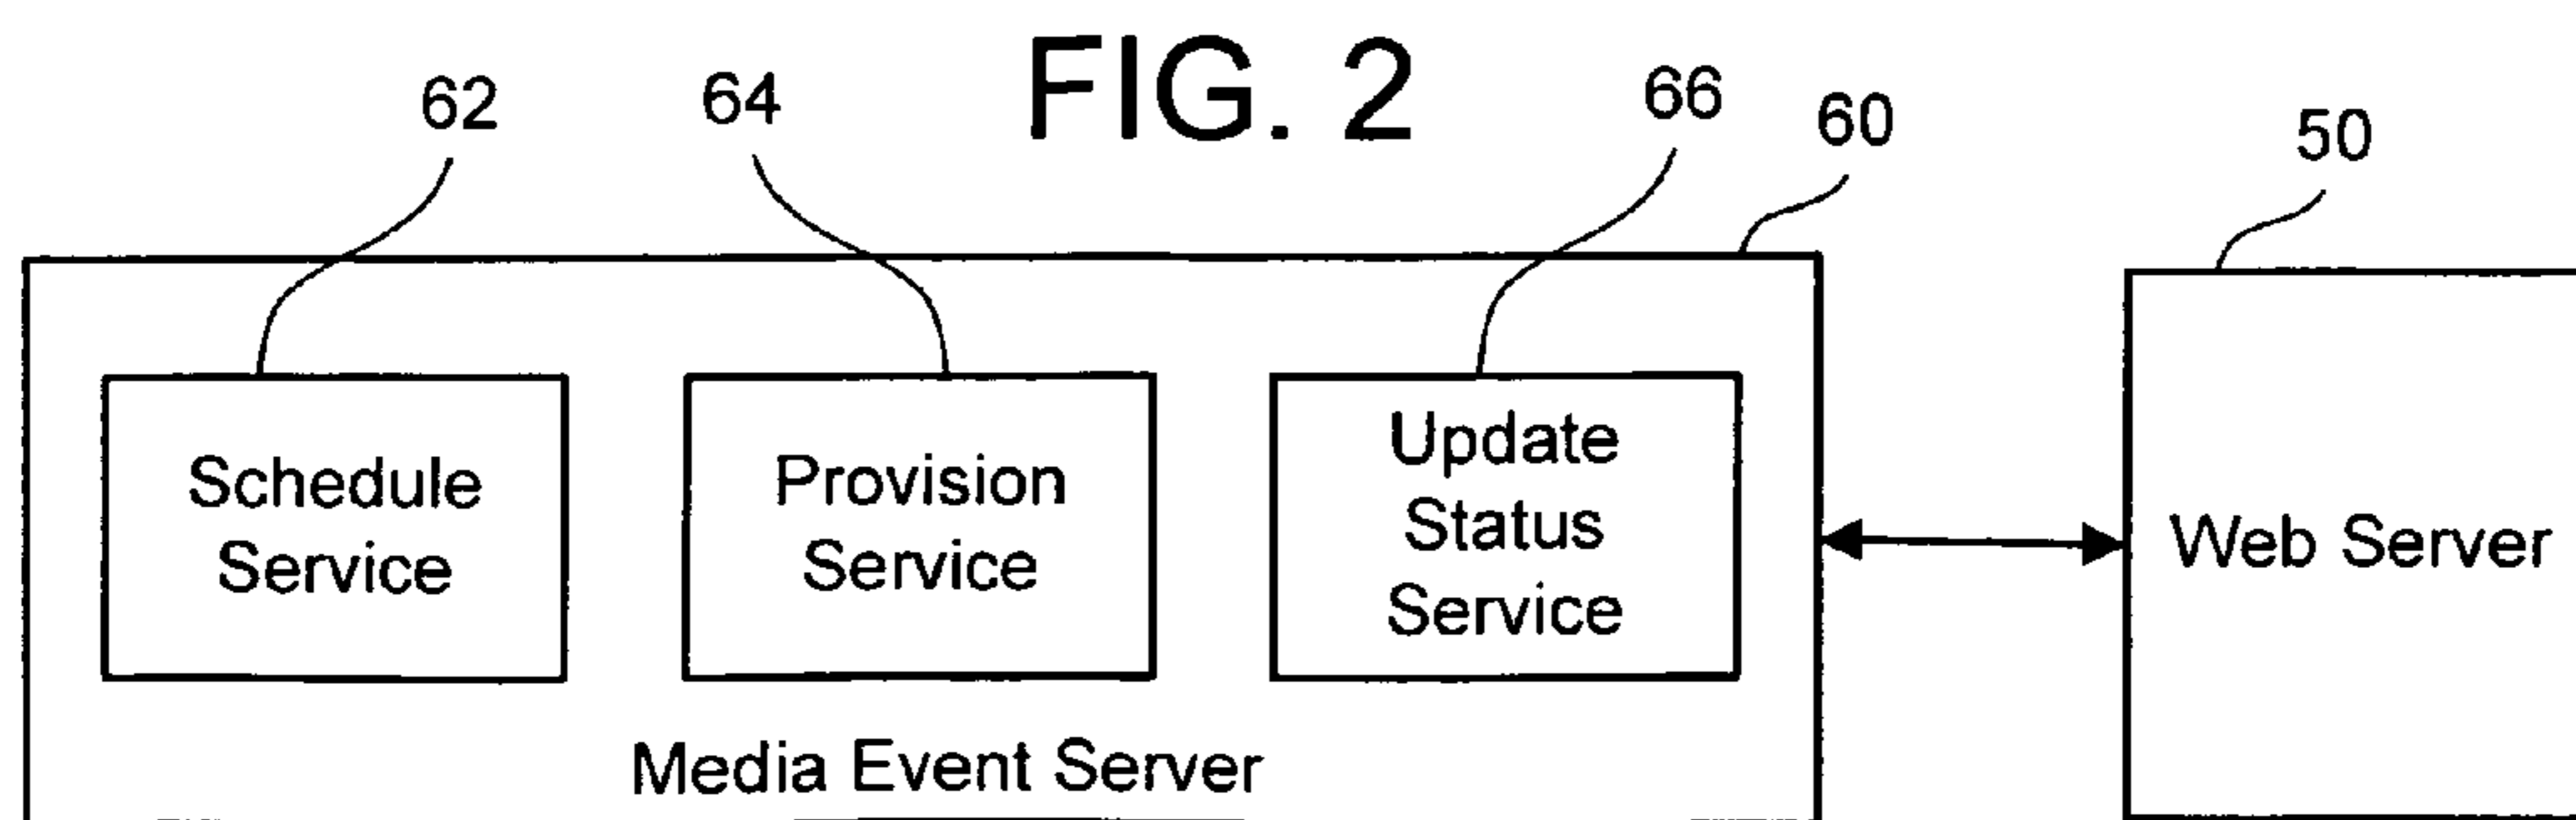 FIG. 2
62
64
66
60
50
Schedule
Service
Provision
Service
Update
Status
Service
Web Server
Media Event Server